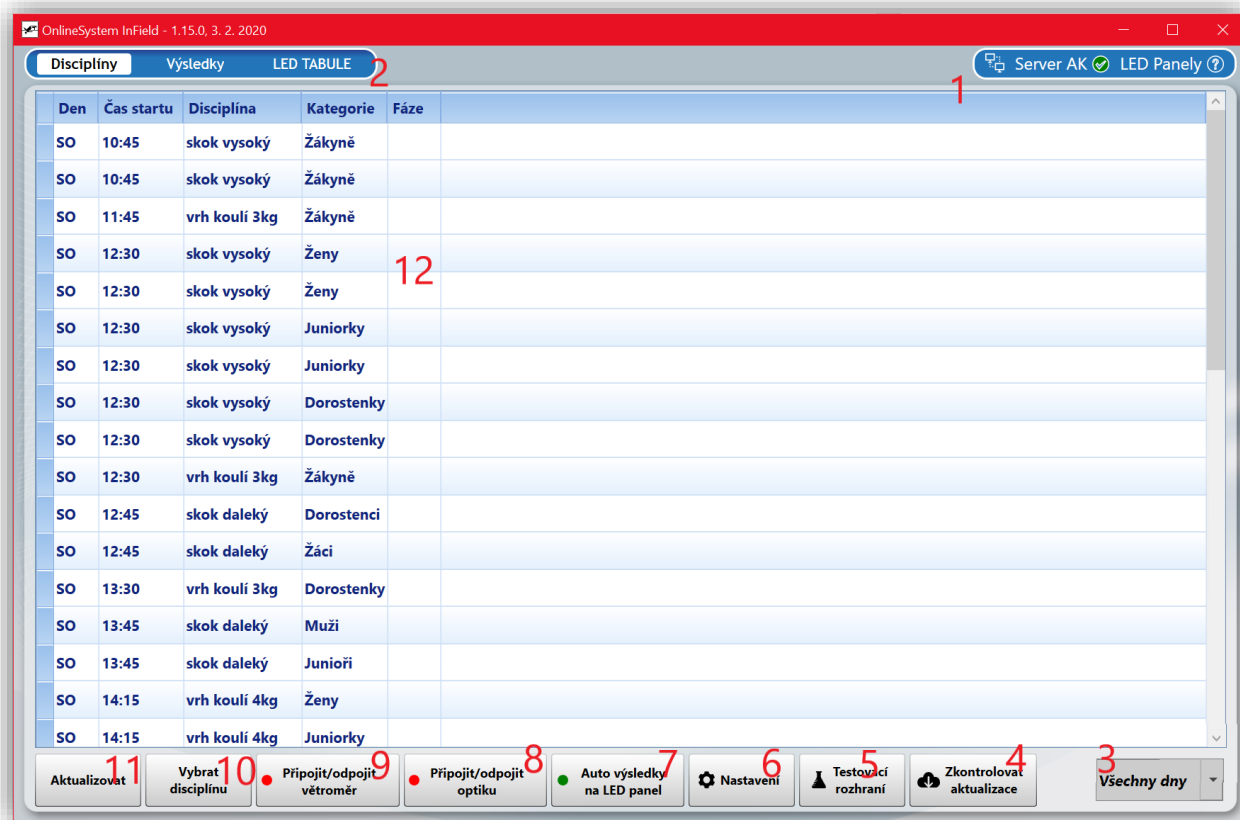 OnlineSystem InField - 1.15.0, 3. 2. 2020
Disciplíny Výsledky LED TABULE 2 Server AK LED Panely
1
Den Čas startu Disciplína Kategorie Fáze
SO 10:45 skok vysoký Žákyně
SO 10:45 skok vysoký Žákyně
SO 11:45 vrh koulí 3kg Žákyně
SO 12:30 skok vysoký Ženy
12
SO 12:30 skok vysoký Ženy
SO 12:30 skok vysoký Juniorky
SO 12:30 skok vysoký Juniorky
SO 12:30 skok vysoký Dorostenky
SO 12:30 skok vysoký Dorostenky
SO 12:30 vrh koulí 3kg Žákyně
SO 12:45 skok daleký Dorostenci
SO 12:45 skok daleký Žáci
SO 13:30 vrh koulí 3kg Dorostenky
SO 13:45 skok daleký Muži
SO 13:45 skok daleký Junioři
SO 14:15 vrh koulí 4kg Ženy
SO 14:15 vrh koulí 4kg Juniorky
11 10 9 8 7 6 5 4 3
Aktualizovat
Vybrat
disciplínu
Připojit/odpojit
větroměr
Připojit/odpojit
optiku
Auto výsledky
na LED panel
Nastavení
Testovací
rozhraní
Zkontrolovat
aktualizace
Všechny dny